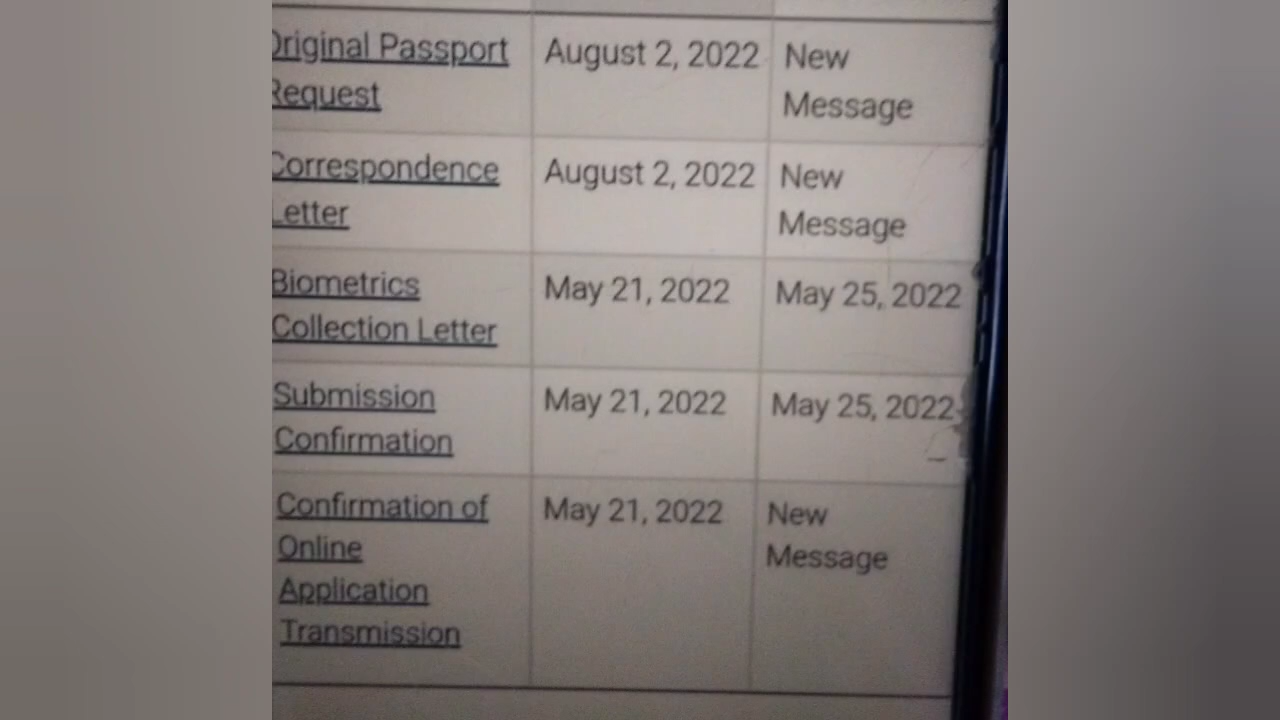 Original Passport
Request
August 2, 2022
New
Message
Correspondence
Letter
August 2, 2022
New
Message
Biometrics
Collection Letter
May 21, 2022
May 25, 2022
Submission
Confirmation
May 21, 2022
May 25, 2022
Confirmation of
Online
Application
Transmission
May 21, 2022
New
Message